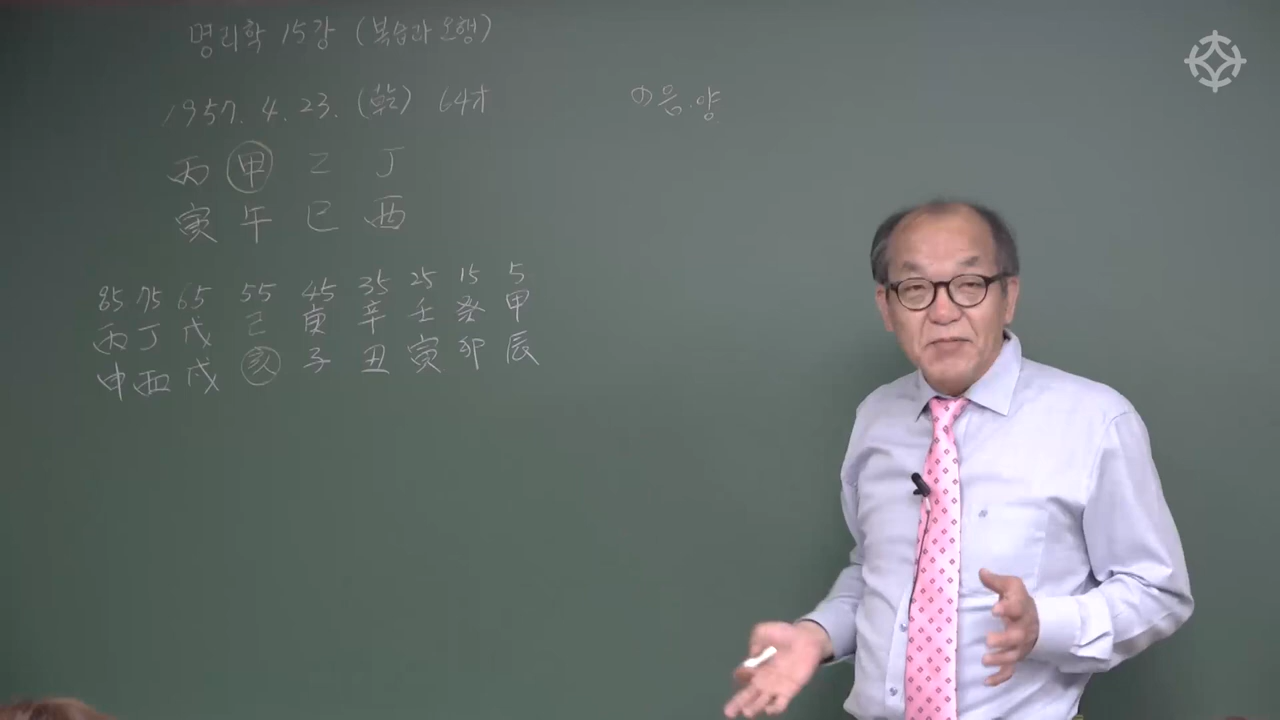 명리학 15강 (복습과 오행)
1957. 4. 23. (乾) 64才
丙 甲 乙 丁
寅 午 巳 酉
85 75 65 55 45 35 25 15 5
丙 丁 戊 己 庚 辛 壬 癸 甲
申 酉 戌 亥 子 丑 寅 卯 辰
음.양